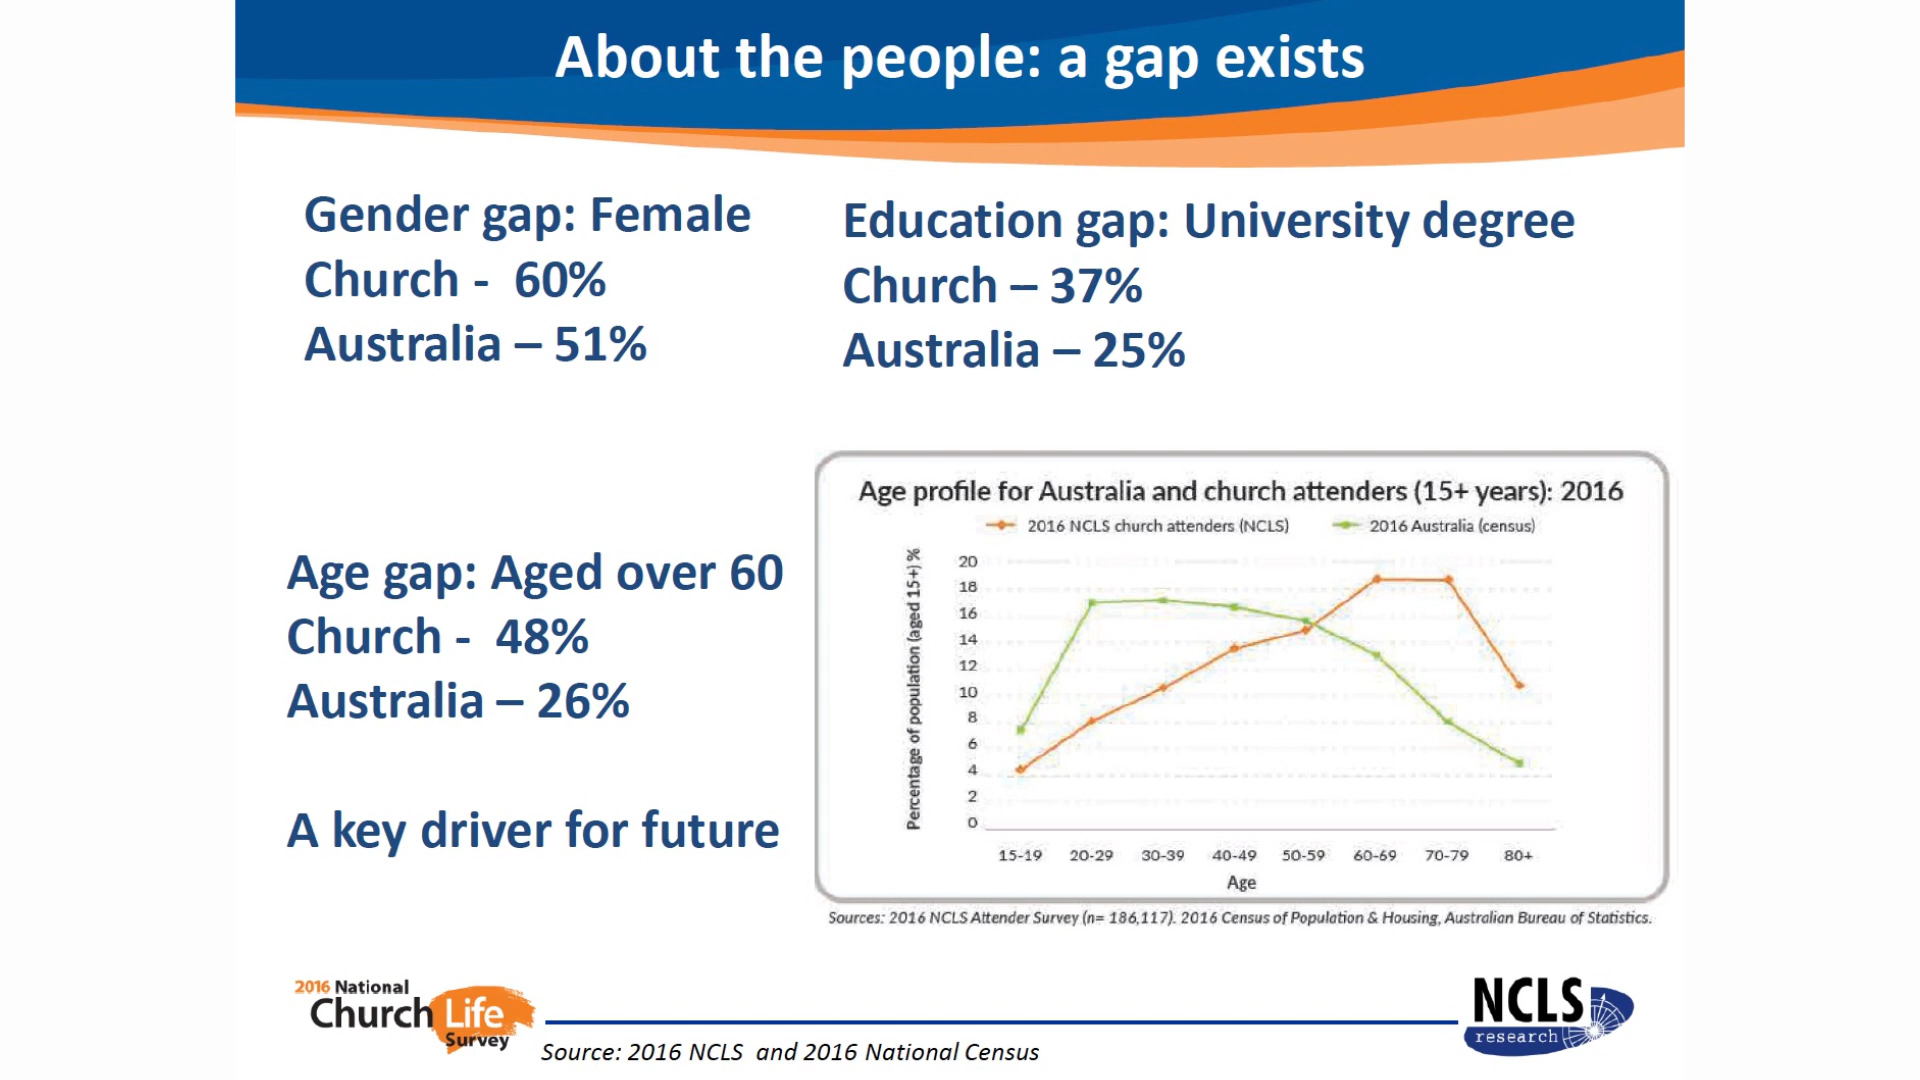 About the people: a gap exists
Gender gap: Female
Church - 60%
Australia – 51%
Education gap: University degree
Church – 37%
Australia – 25%
Age gap: Aged over 60
Church - 48%
Australia – 26%
A key driver for future
Age profile for Australia and church attenders (15+ years): 2016
2016 NCLS church attenders (NCLS)
2016 Australia (census)
Percentage of population (aged 15+) %
20
18
16
14
12
10
8
6
4
2
0
15-19 20-29 30-39 40-49 50-59 60-69 70-79 80+
Age
Sources: 2016 NCLS Attender Survey (n= 186,117). 2016 Census of Population & Housing, Australian Bureau of Statistics.
2016 National
Church Life
Survey
Source: 2016 NCLS and 2016 National Census
NCLS
research